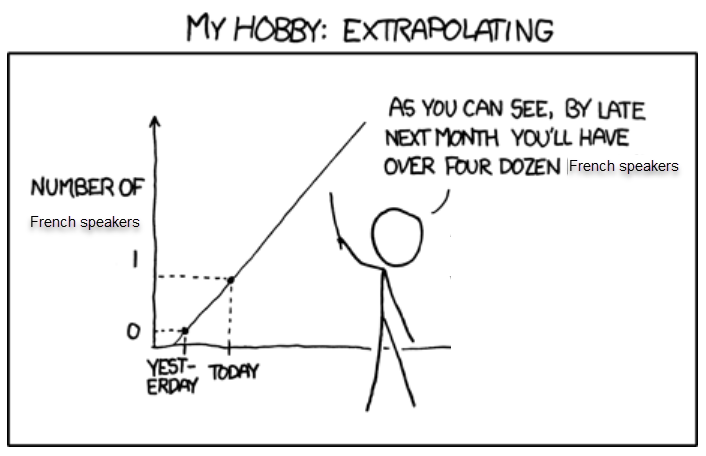 MY HOBBY: EXTRAPOLATING
AS YOU CAN SEE, BY LATE
NEXT MONTH YOU'LL HAVE
OVER FOUR DOZEN French speakers
NUMBER OF
French speakers
1
0
YEST-
ERDAY
TODAY